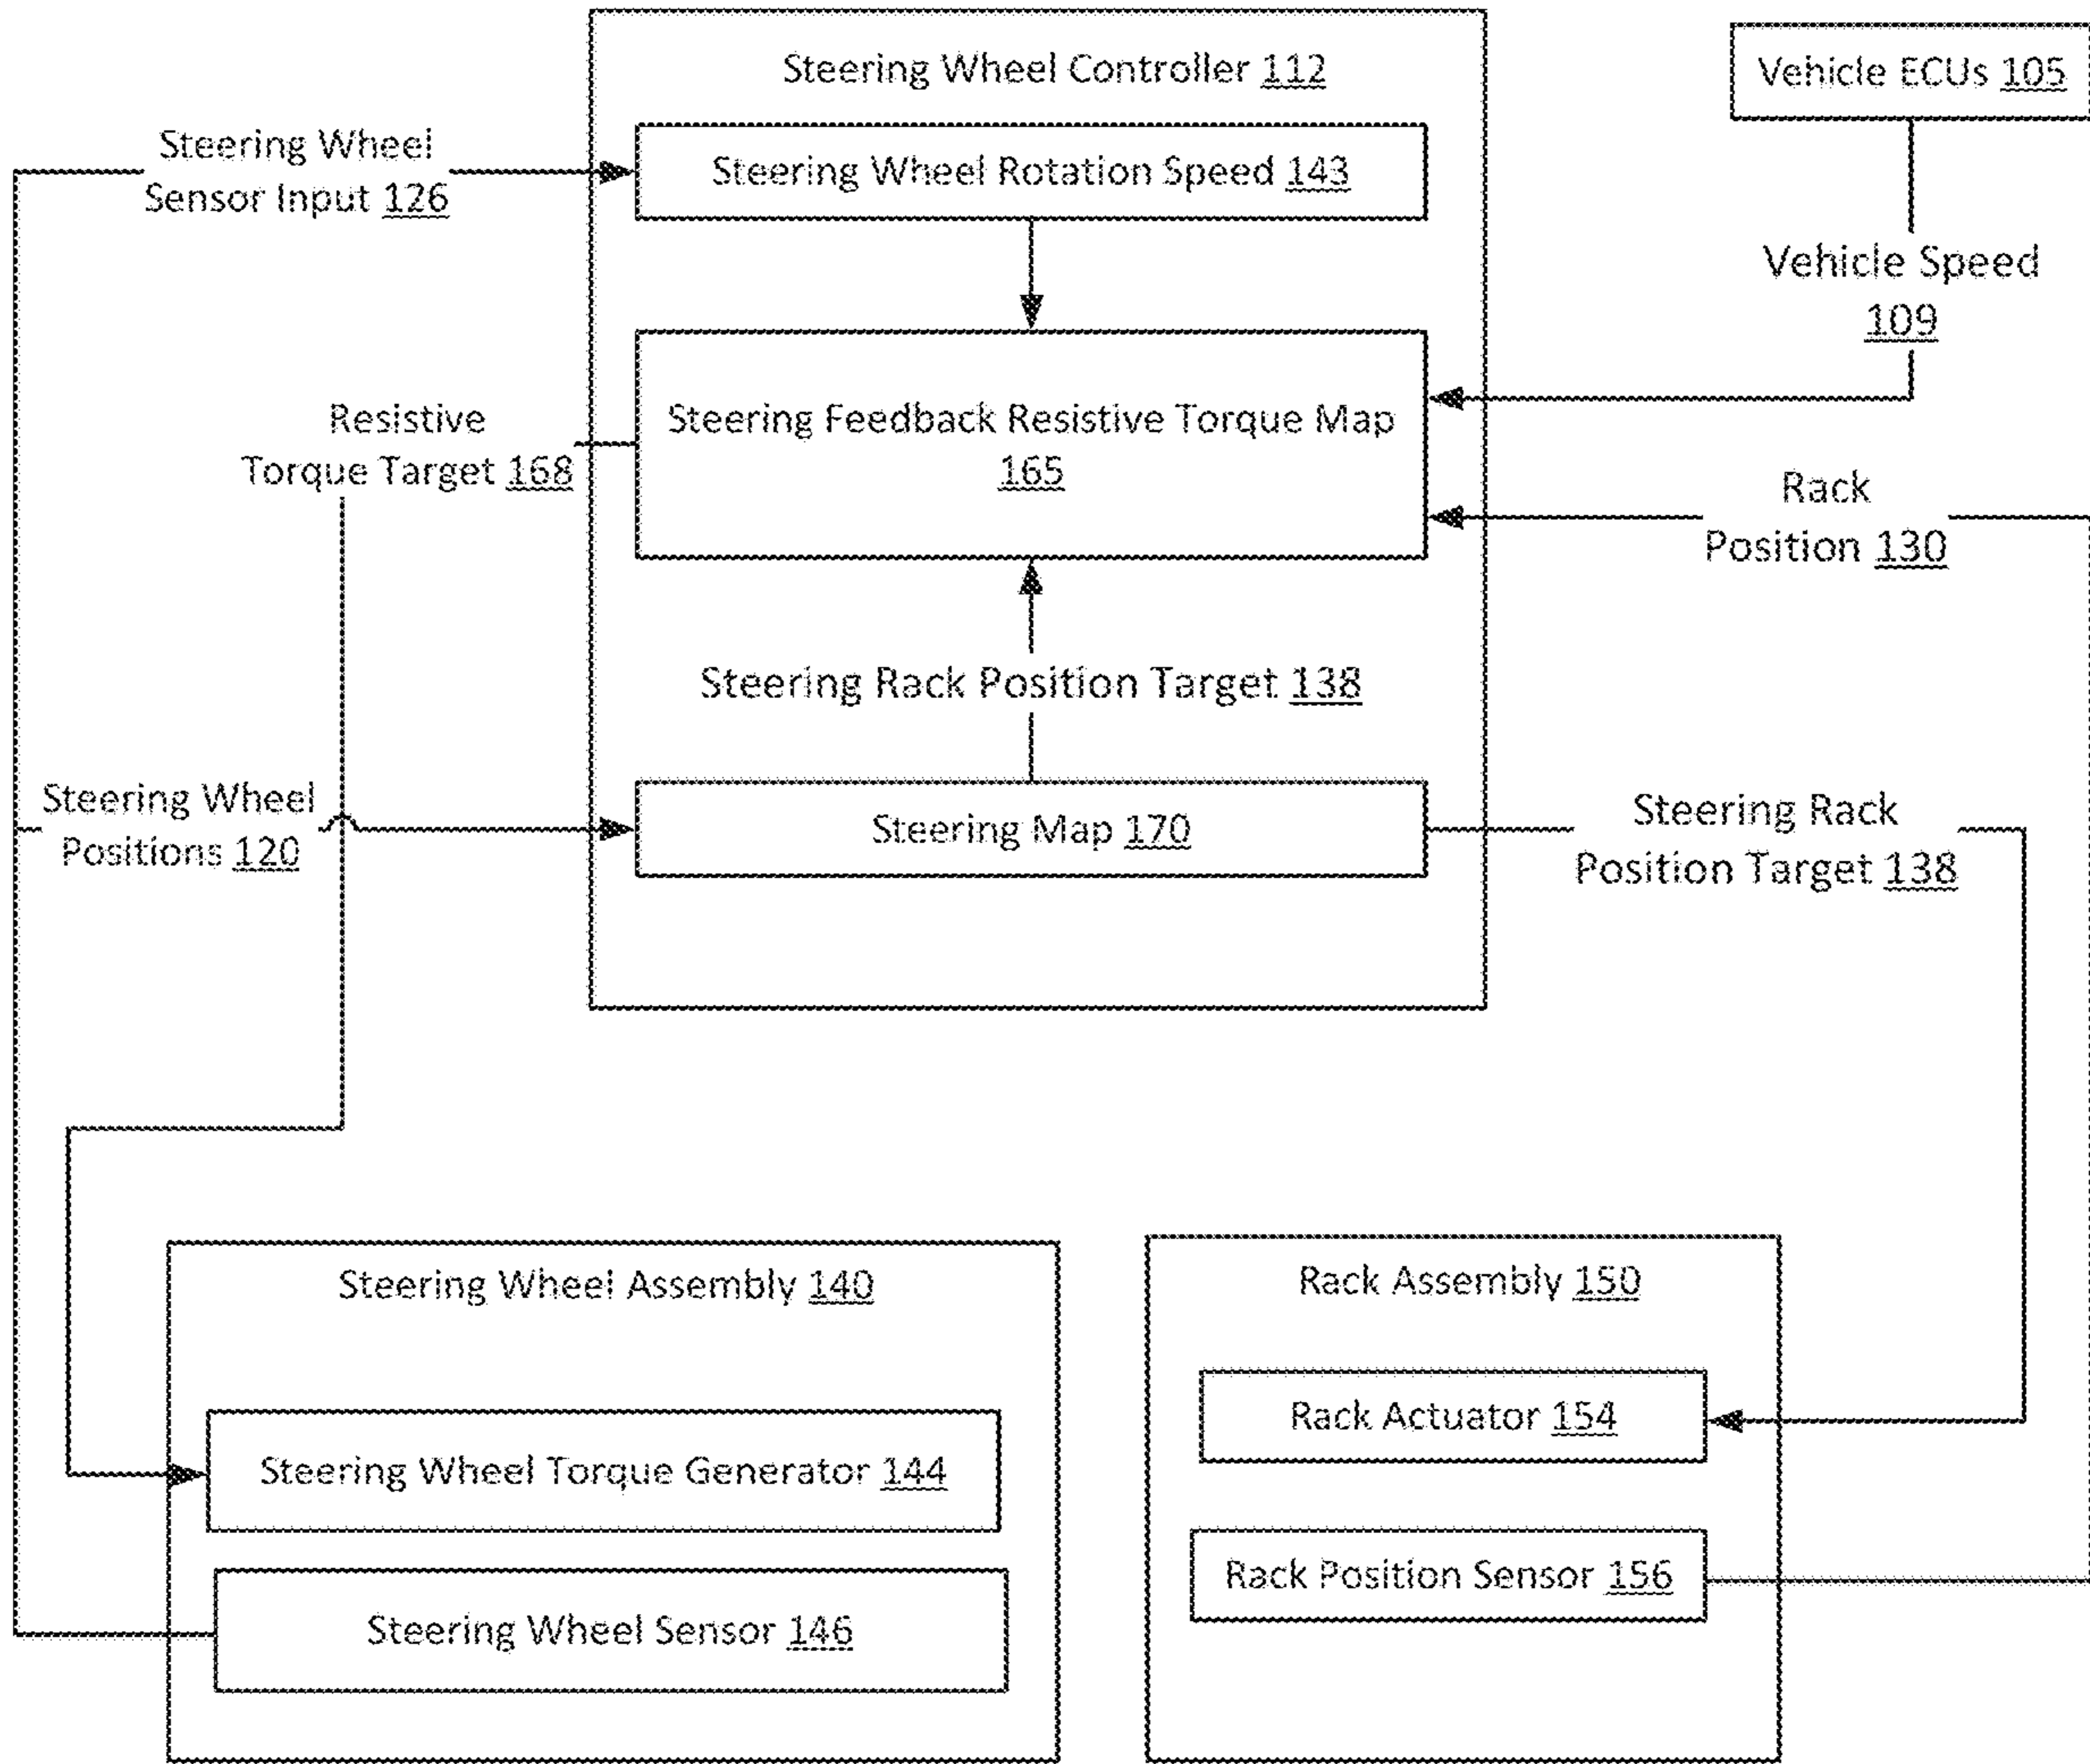 Steering Wheel Controller 112
Vehicle ECUs 105
Steering Wheel
Sensor Input 126
Steering Wheel Rotation Speed 143
Vehicle Speed
109
Resistive
Torque Target 168
Steering Feedback Resistive Torque Map
165
Rack
Position 130
Steering Rack Position Target 138
Steering Wheel
Positions 120
Steering Map 170
Steering Rack
Position Target 138
Steering Wheel Assembly 140
Rack Assembly 150
Steering Wheel Torque Generator 144
Rack Actuator 154
Steering Wheel Sensor 146
Rack Position Sensor 156